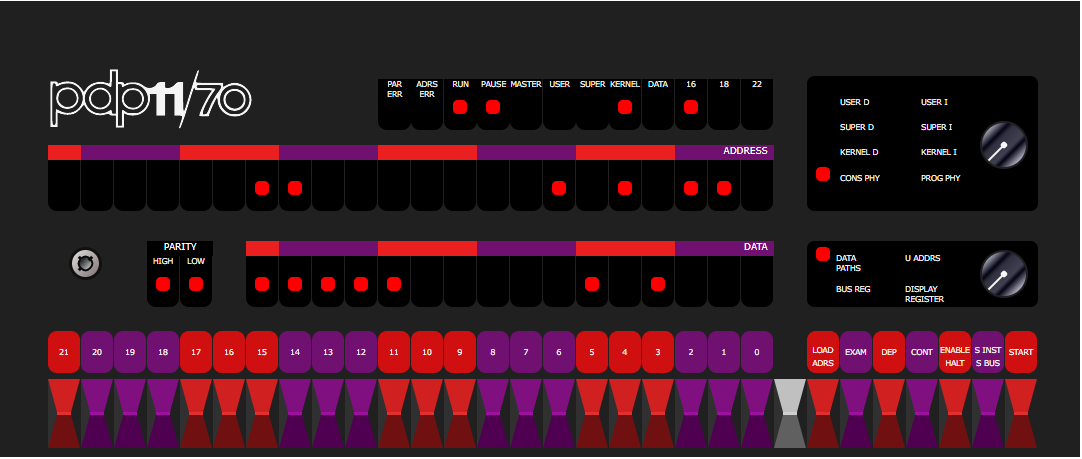 pdp11/70
PAR ERR ADRS ERR RUN PAUSE MASTER USER SUPER KERNEL DATA 16 18 22
USER D USER I
SUPER D SUPER I
KERNEL D KERNEL I
CONS PHY PROG PHY
ADDRESS
PARITY
HIGH LOW
DATA
DATA PATHS U ADDRS
BUS REG DISPLAY REGISTER
21 20 19 18 17 16 15 14 13 12 11 10 9 8 7 6 5 4 3 2 1 0
LOAD ADRS EXAM DEP CONT ENABLE HALT S INST S BUS START